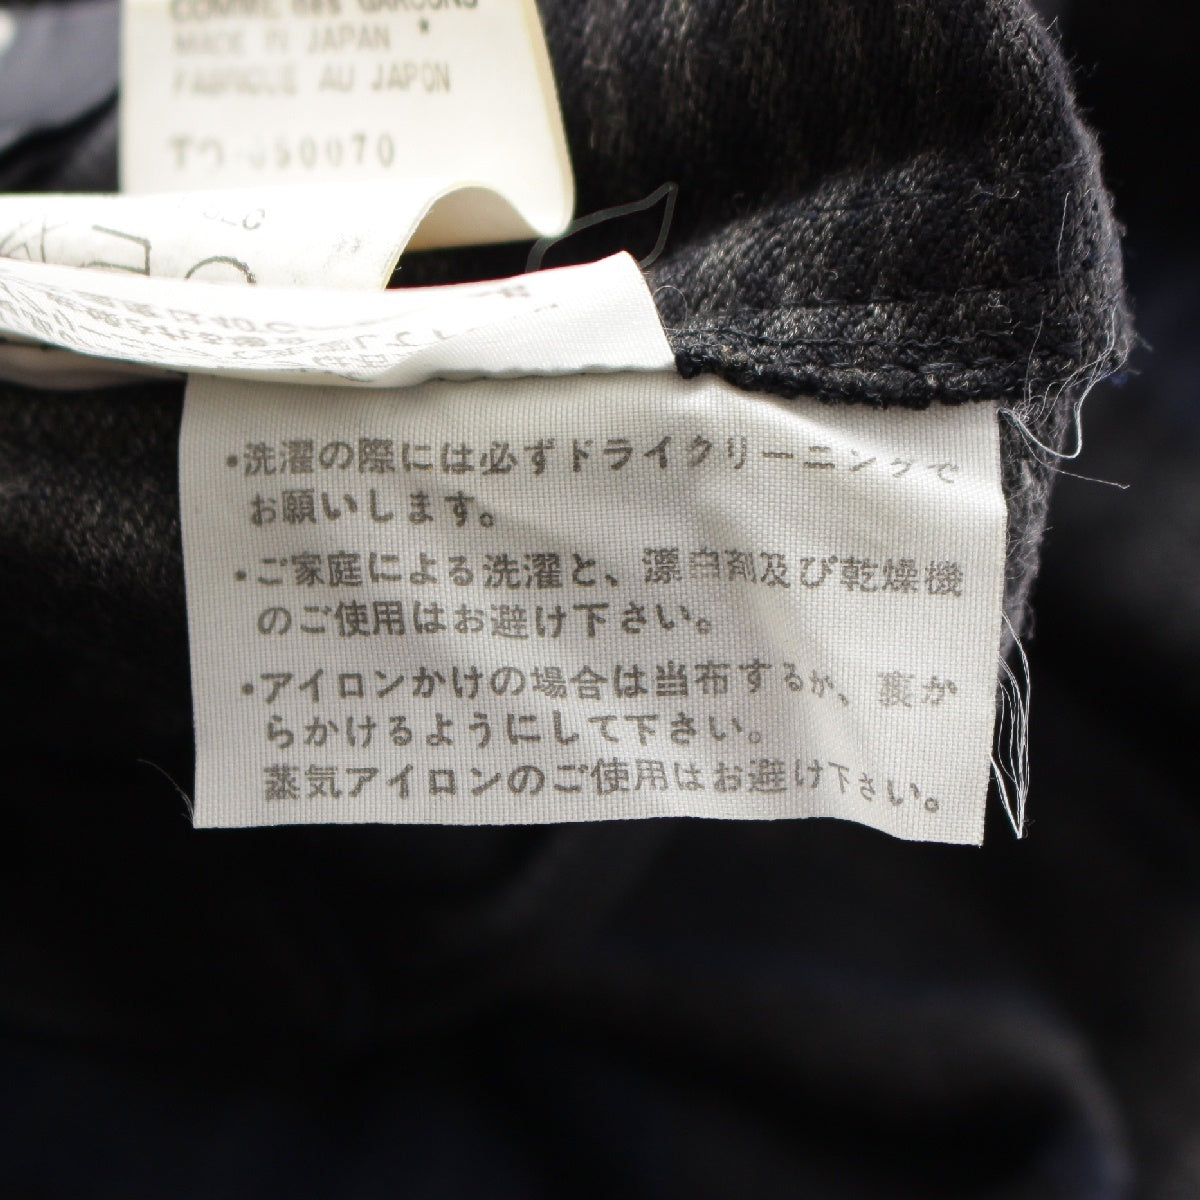 COMME des GARCONS
MADE IN JAPAN
FABRIQUE AU JAPON
・洗濯の際には必ずドライクリーニングで
お願いします。
・ご家庭による洗濯と、漂白剤及び乾燥機
のご使用はお避け下さい。
・アイロンかけの場合は当布するか、裏か
らかけるようにして下さい。
蒸気アイロンのご使用はお避け下さい。